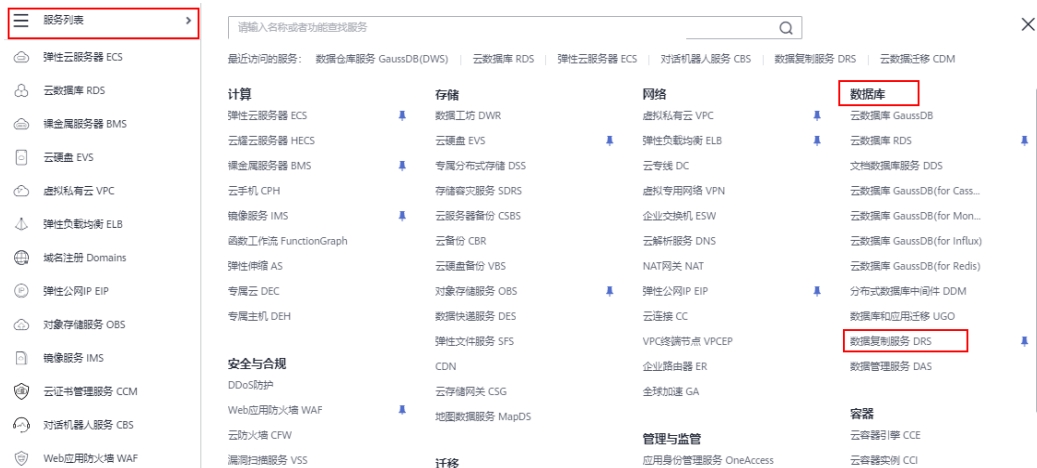 服务列表
弹性云服务器 ECS
云数据库 RDS
裸金属服务器 BMS
云硬盘 EVS
虚拟私有云 VPC
弹性负载均衡 ELB
域名注册 Domains
弹性公网IP EIP
对象存储服务 OBS
镜像服务 IMS
云证书管理服务 CCM
对话机器人服务 CBS
Web应用防火墙 WAF
请输入名称或者功能查找服务
最近访问的服务： 数据仓库服务 GaussDB(DWS) 云数据库 RDS 弹性云服务器 ECS 对话机器人服务 CBS 数据复制服务 DRS 云数据迁移 CDM
计算
弹性云服务器 ECS
云耀云服务器 HECS
裸金属服务器 BMS
云手机 CPH
镜像服务 IMS
函数工作流 FunctionGraph
弹性伸缩 AS
专属云 DEC
专属主机 DEH
安全与合规
DDoS防护
Web应用防火墙 WAF
云防火墙 CFW
漏洞扫描服务 VSS
存储
数据工坊 DWR
云硬盘 EVS
专属分布式存储 DSS
存储容灾服务 SDRS
云服务器备份 CSBS
云备份 CBR
云硬盘备份 VBS
对象存储服务 OBS
数据快递服务 DES
弹性文件服务 SFS
CDN
云存储网关 CSG
地图数据服务 MapDS
迁移
网络
虚拟私有云 VPC
弹性负载均衡 ELB
云专线 DC
虚拟专用网络 VPN
企业交换机 ESW
云解析服务 DNS
NAT网关 NAT
弹性公网IP EIP
云连接 CC
VPC终端节点 VPCEP
企业路由器 ER
全球加速 GA
管理与监管
应用身份管理服务 OneAccess
数据库
云数据库 GaussDB
云数据库 RDS
文档数据库服务 DDS
云数据库 GaussDB(for Cass...
云数据库 GaussDB(for Mon...
云数据库 GaussDB(for Influx)
云数据库 GaussDB(for Redis)
分布式数据库中间件 DDM
数据库和应用迁移 UGO
数据复制服务 DRS
数据管理服务 DAS
容器
云容器引擎 CCE
云容器实例 CCI